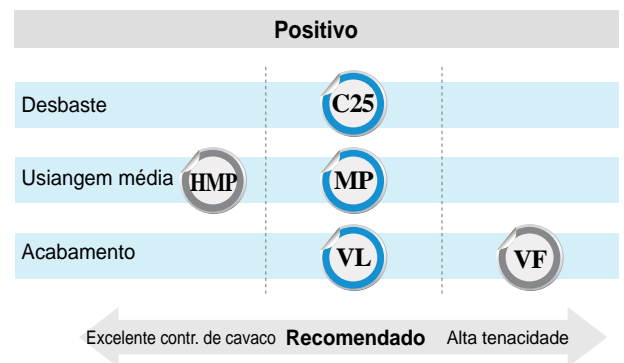 Positivo
Desbaste C25
Usiangem média HMP MP
Acabamento VL VF
Excelente contr. de cavaco Recomendado Alta tenacidade